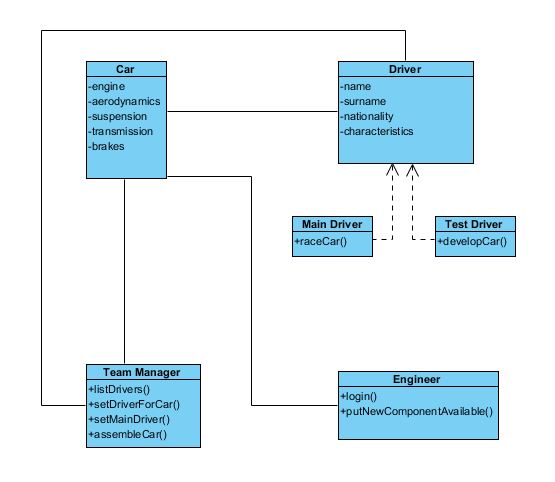 Car
-engine
-aerodynamics
-suspension
-transmission
-brakes
Driver
-name
-surname
-nationality
-characteristics
Main Driver
+raceCar()
Test Driver
+developCar()
Team Manager
+listDrivers()
+setDriverForCar()
+setMainDriver()
+assembleCar()
Engineer
+login()
+putNewComponentAvailable()